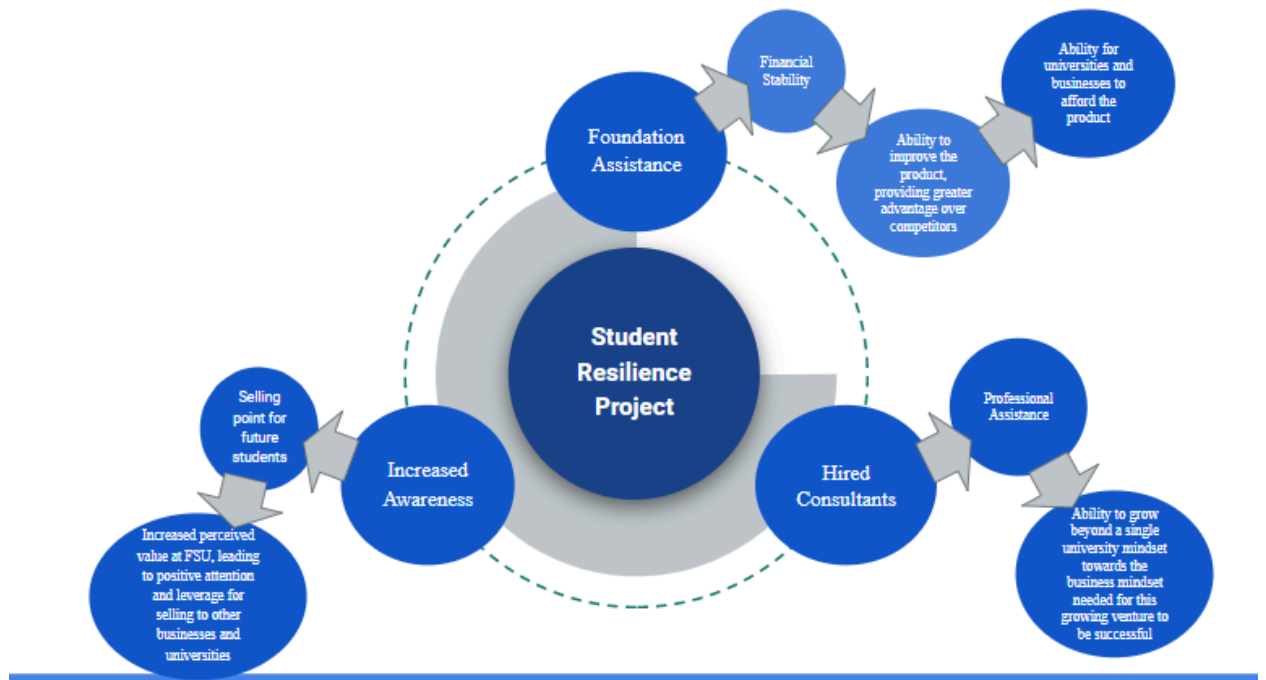 Foundation
Assistance
Financial
Stability
Ability to
improve the
product,
providing greater
advantage over
competitors
Ability for
universities and
businesses to
afford the
product
Student
Resilience
Project
Hired
Consultants
Professional
Assistance
Ability to grow
beyond a single
university mindset
towards the
business mindset
needed for this
growing venture to
be successful
Increased
Awareness
Selling
point for
future
students
Increased perceived
value at FSU, leading
to positive attention
and leverage for
selling to other
businesses and
universities